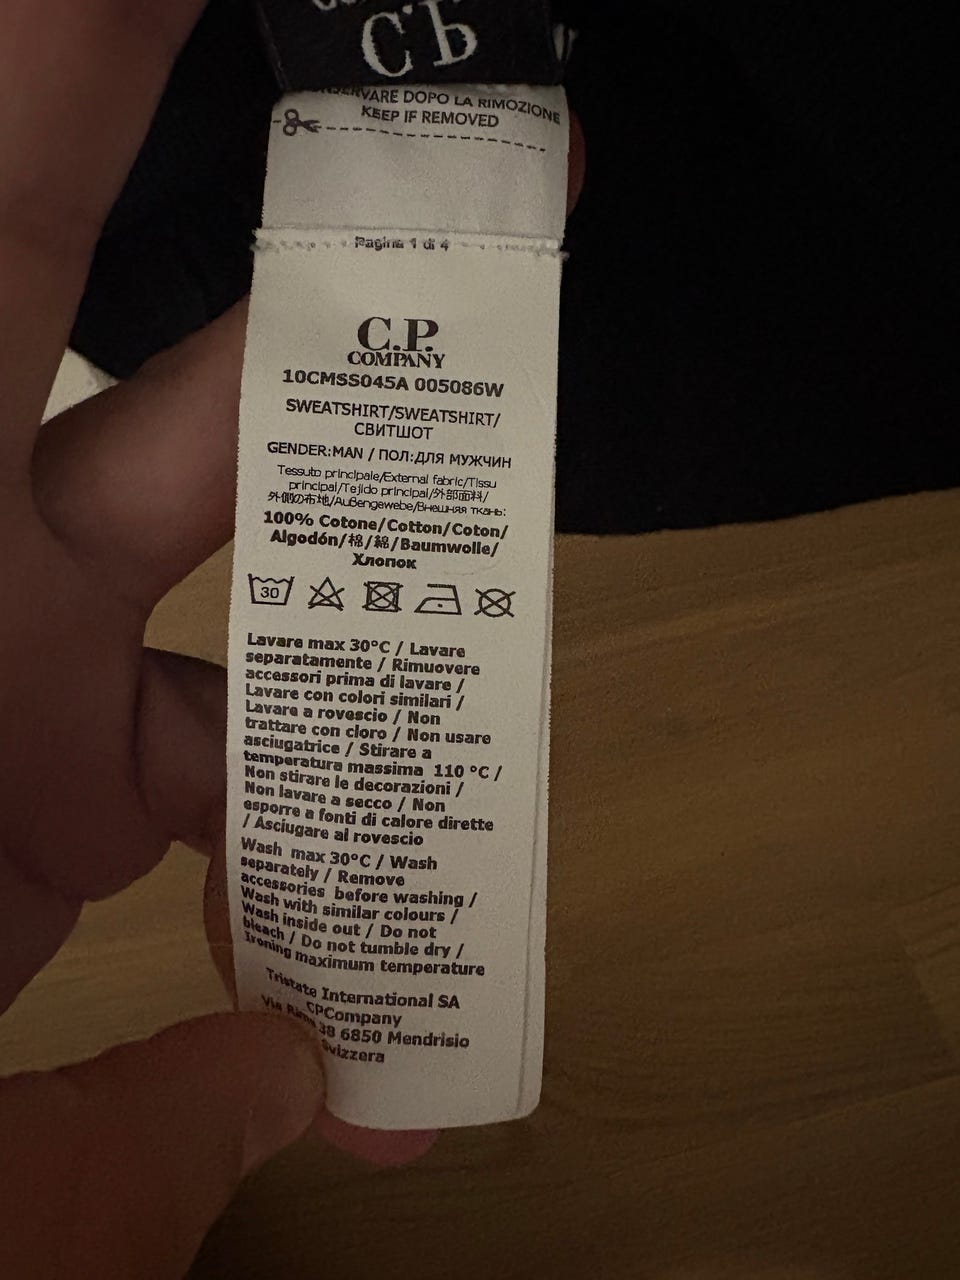 C.P.
VARE DOPO LA RIMOZIONE
KEEP IF REMOVED
Pagina 1 di 4
C.P.
COMPANY
10CMSS045A 005086W
SWEATSHIRT/SWEATSHIRT/
СВИТШОТ
GENDER:MAN / ПОЛ:ДЛЯ МУЖЧИН
Tessuto principale/External fabric/Tissu
principal/Tejido principal/外部面料/
外側の布地/Außengewebe/Внешняя ткань:
100% Cotone/Cotton/Coton/
Algodón/棉/綿/Baumwolle/
Хлопок
30
Lavare max 30°C / Lavare
separatamente / Rimuovere
accessori prima di lavare /
Lavare con colori similari /
Lavare a rovescio / Non
trattare con cloro / Non usare
asciugatrice / Stirare a
temperatura massima 110 °C /
Non stirare le decorazioni /
Non lavare a secco / Non
esporre a fonti di calore dirette
/ Asciugare al rovescio
Wash max 30°C / Wash
separately / Remove
accessories before washing /
Wash with similar colours /
Wash inside out / Do not
bleach / Do not tumble dry /
Ironing maximum temperature
Tristate International SA
CPCompany
Via 38 6850 Mendrisio
Svizzera